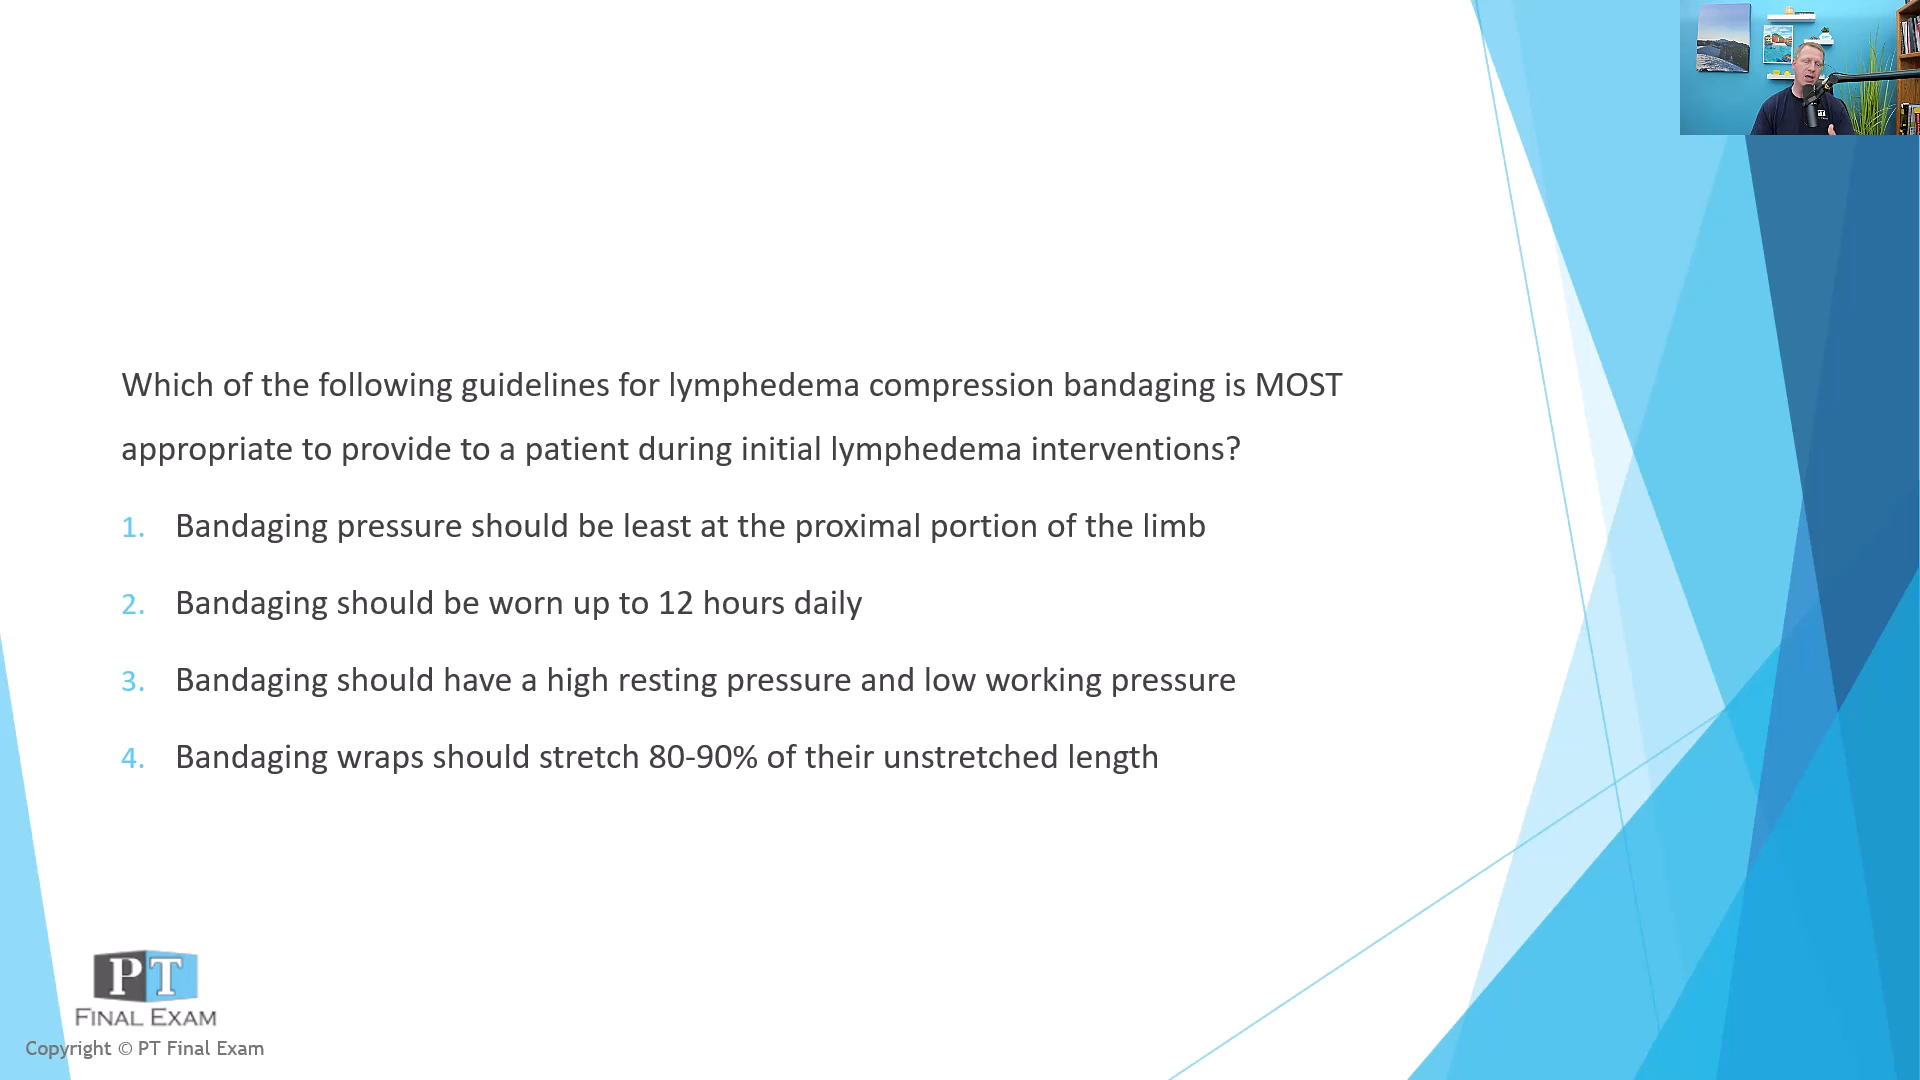 Which of the following guidelines for lymphedema compression bandaging is MOST
appropriate to provide to a patient during initial lymphedema interventions?
1. Bandaging pressure should be least at the proximal portion of the limb
2. Bandaging should be worn up to 12 hours daily
3. Bandaging should have a high resting pressure and low working pressure
4. Bandaging wraps should stretch 80-90% of their unstretched length
PT
FINAL EXAM
Copyright © PT Final Exam